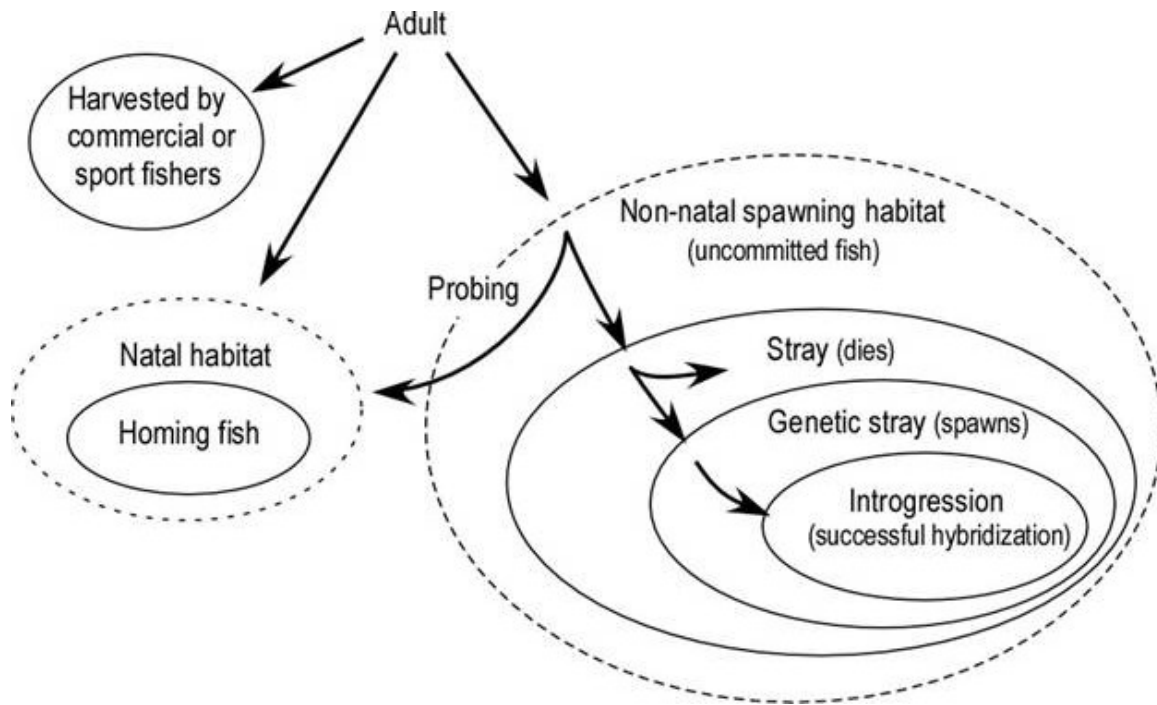 Adult
Harvested by
commercial or
sport fishers
Non-natal spawning habitat
(uncommitted fish)
Probing
Natal habitat
Homing fish
Stray (dies)
Genetic stray (spawns)
Introgression
(successful hybridization)